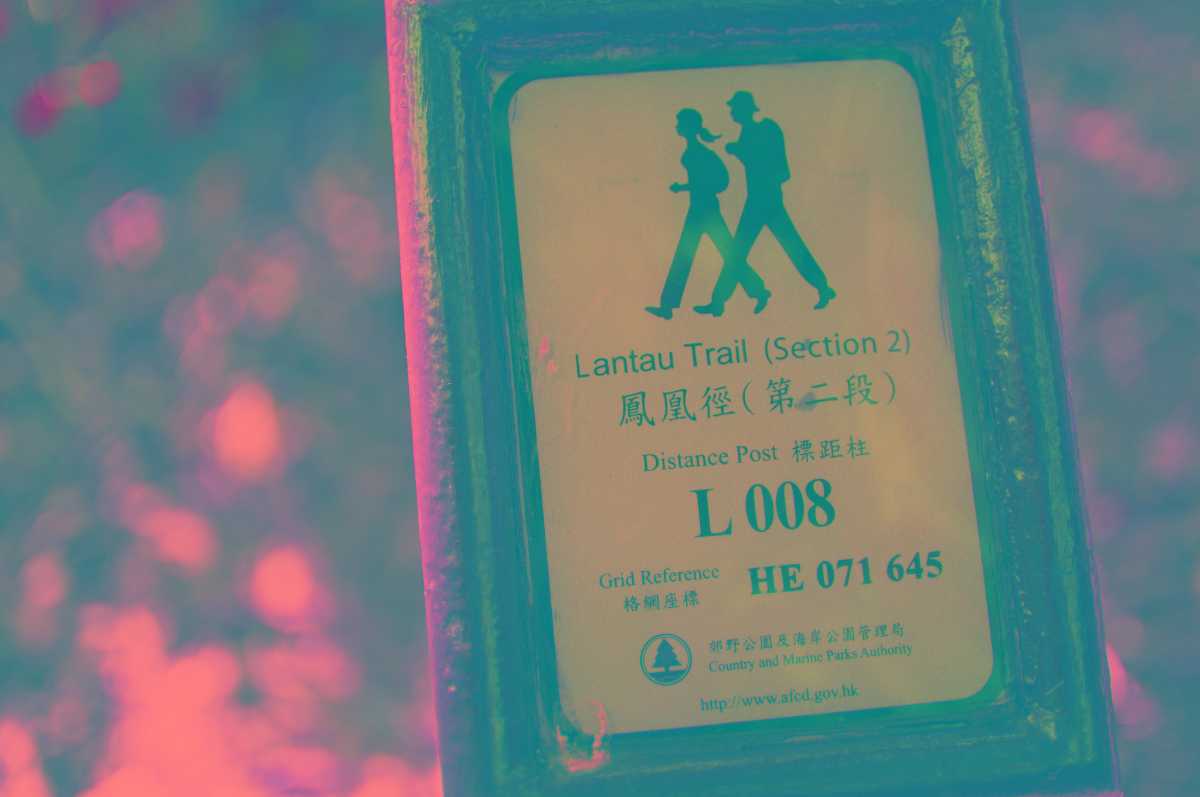 Lantau Trail (Section 2)
鳳凰徑(第二段)
Distance Post 標距柱
L 008
Grid Reference HE 071 645
格網座標
郊野公園及海岸公園管理局
Country and Marine Parks Authority
http://www.afcd.gov.hk